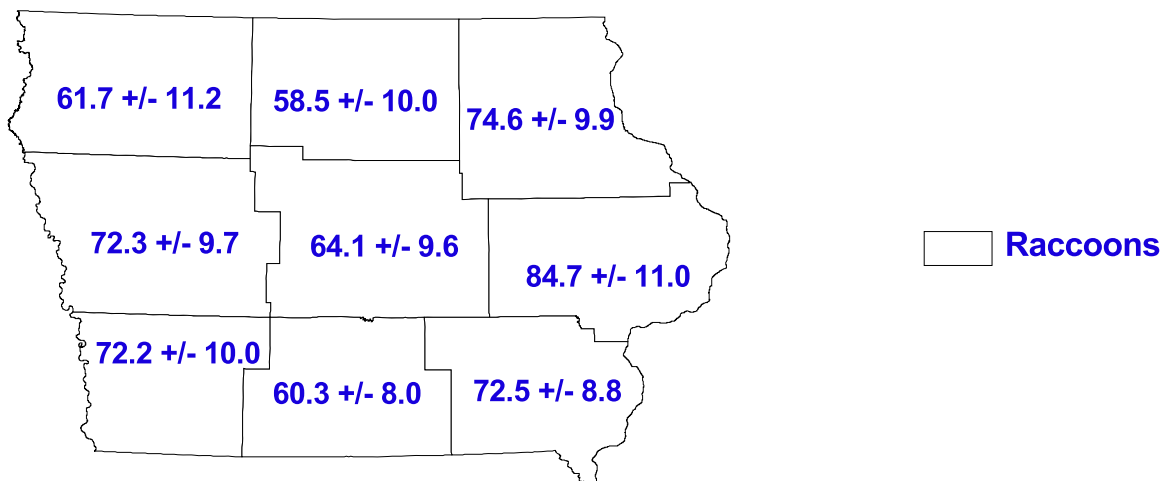 61.7 +/- 11.2
58.5 +/- 10.0
74.6 +/- 9.9
72.3 +/- 9.7
64.1 +/- 9.6
84.7 +/- 11.0
72.2 +/- 10.0
60.3 +/- 8.0
72.5 +/- 8.8
Raccoons